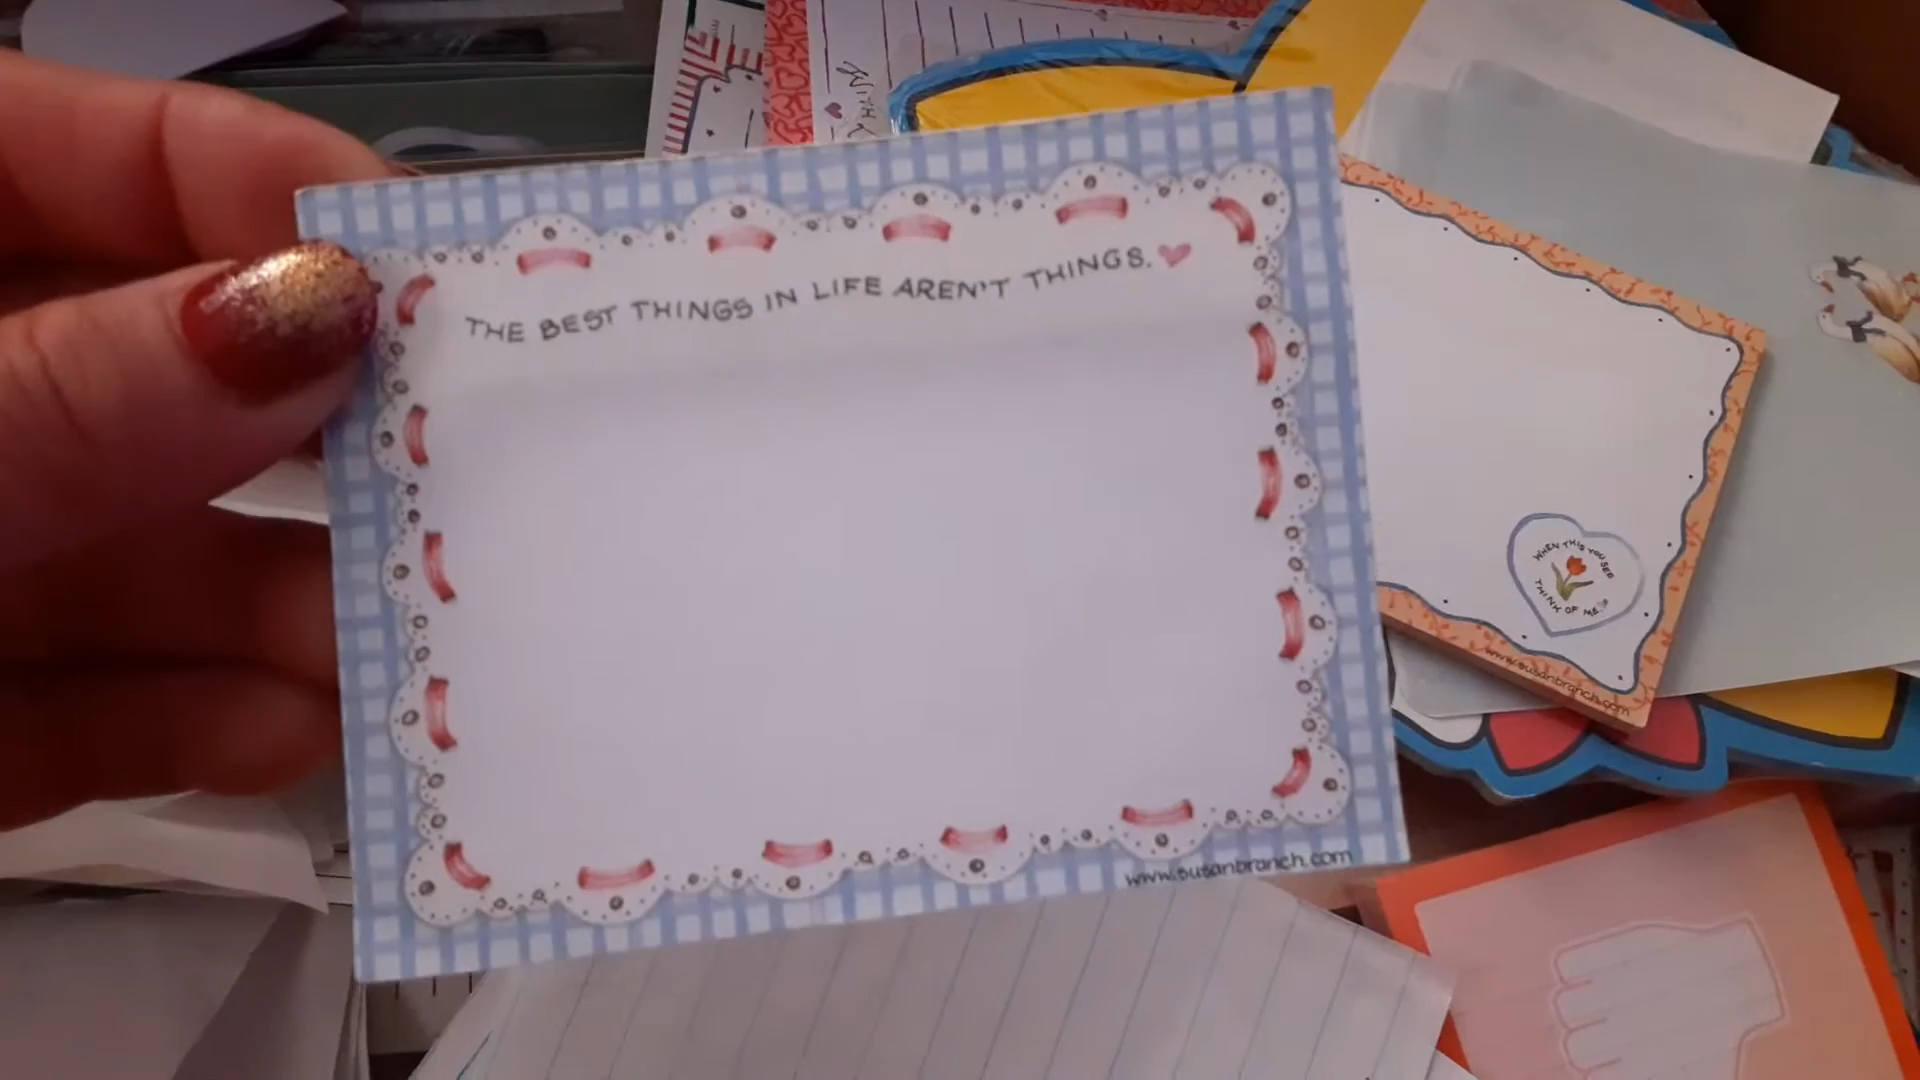 THE BEST THINGS IN LIFE AREN'T THINGS.
www.susanbranch.com
WHEN THIS YOU SEE
THINK OF ME.
www.susanbranch.com
WITH